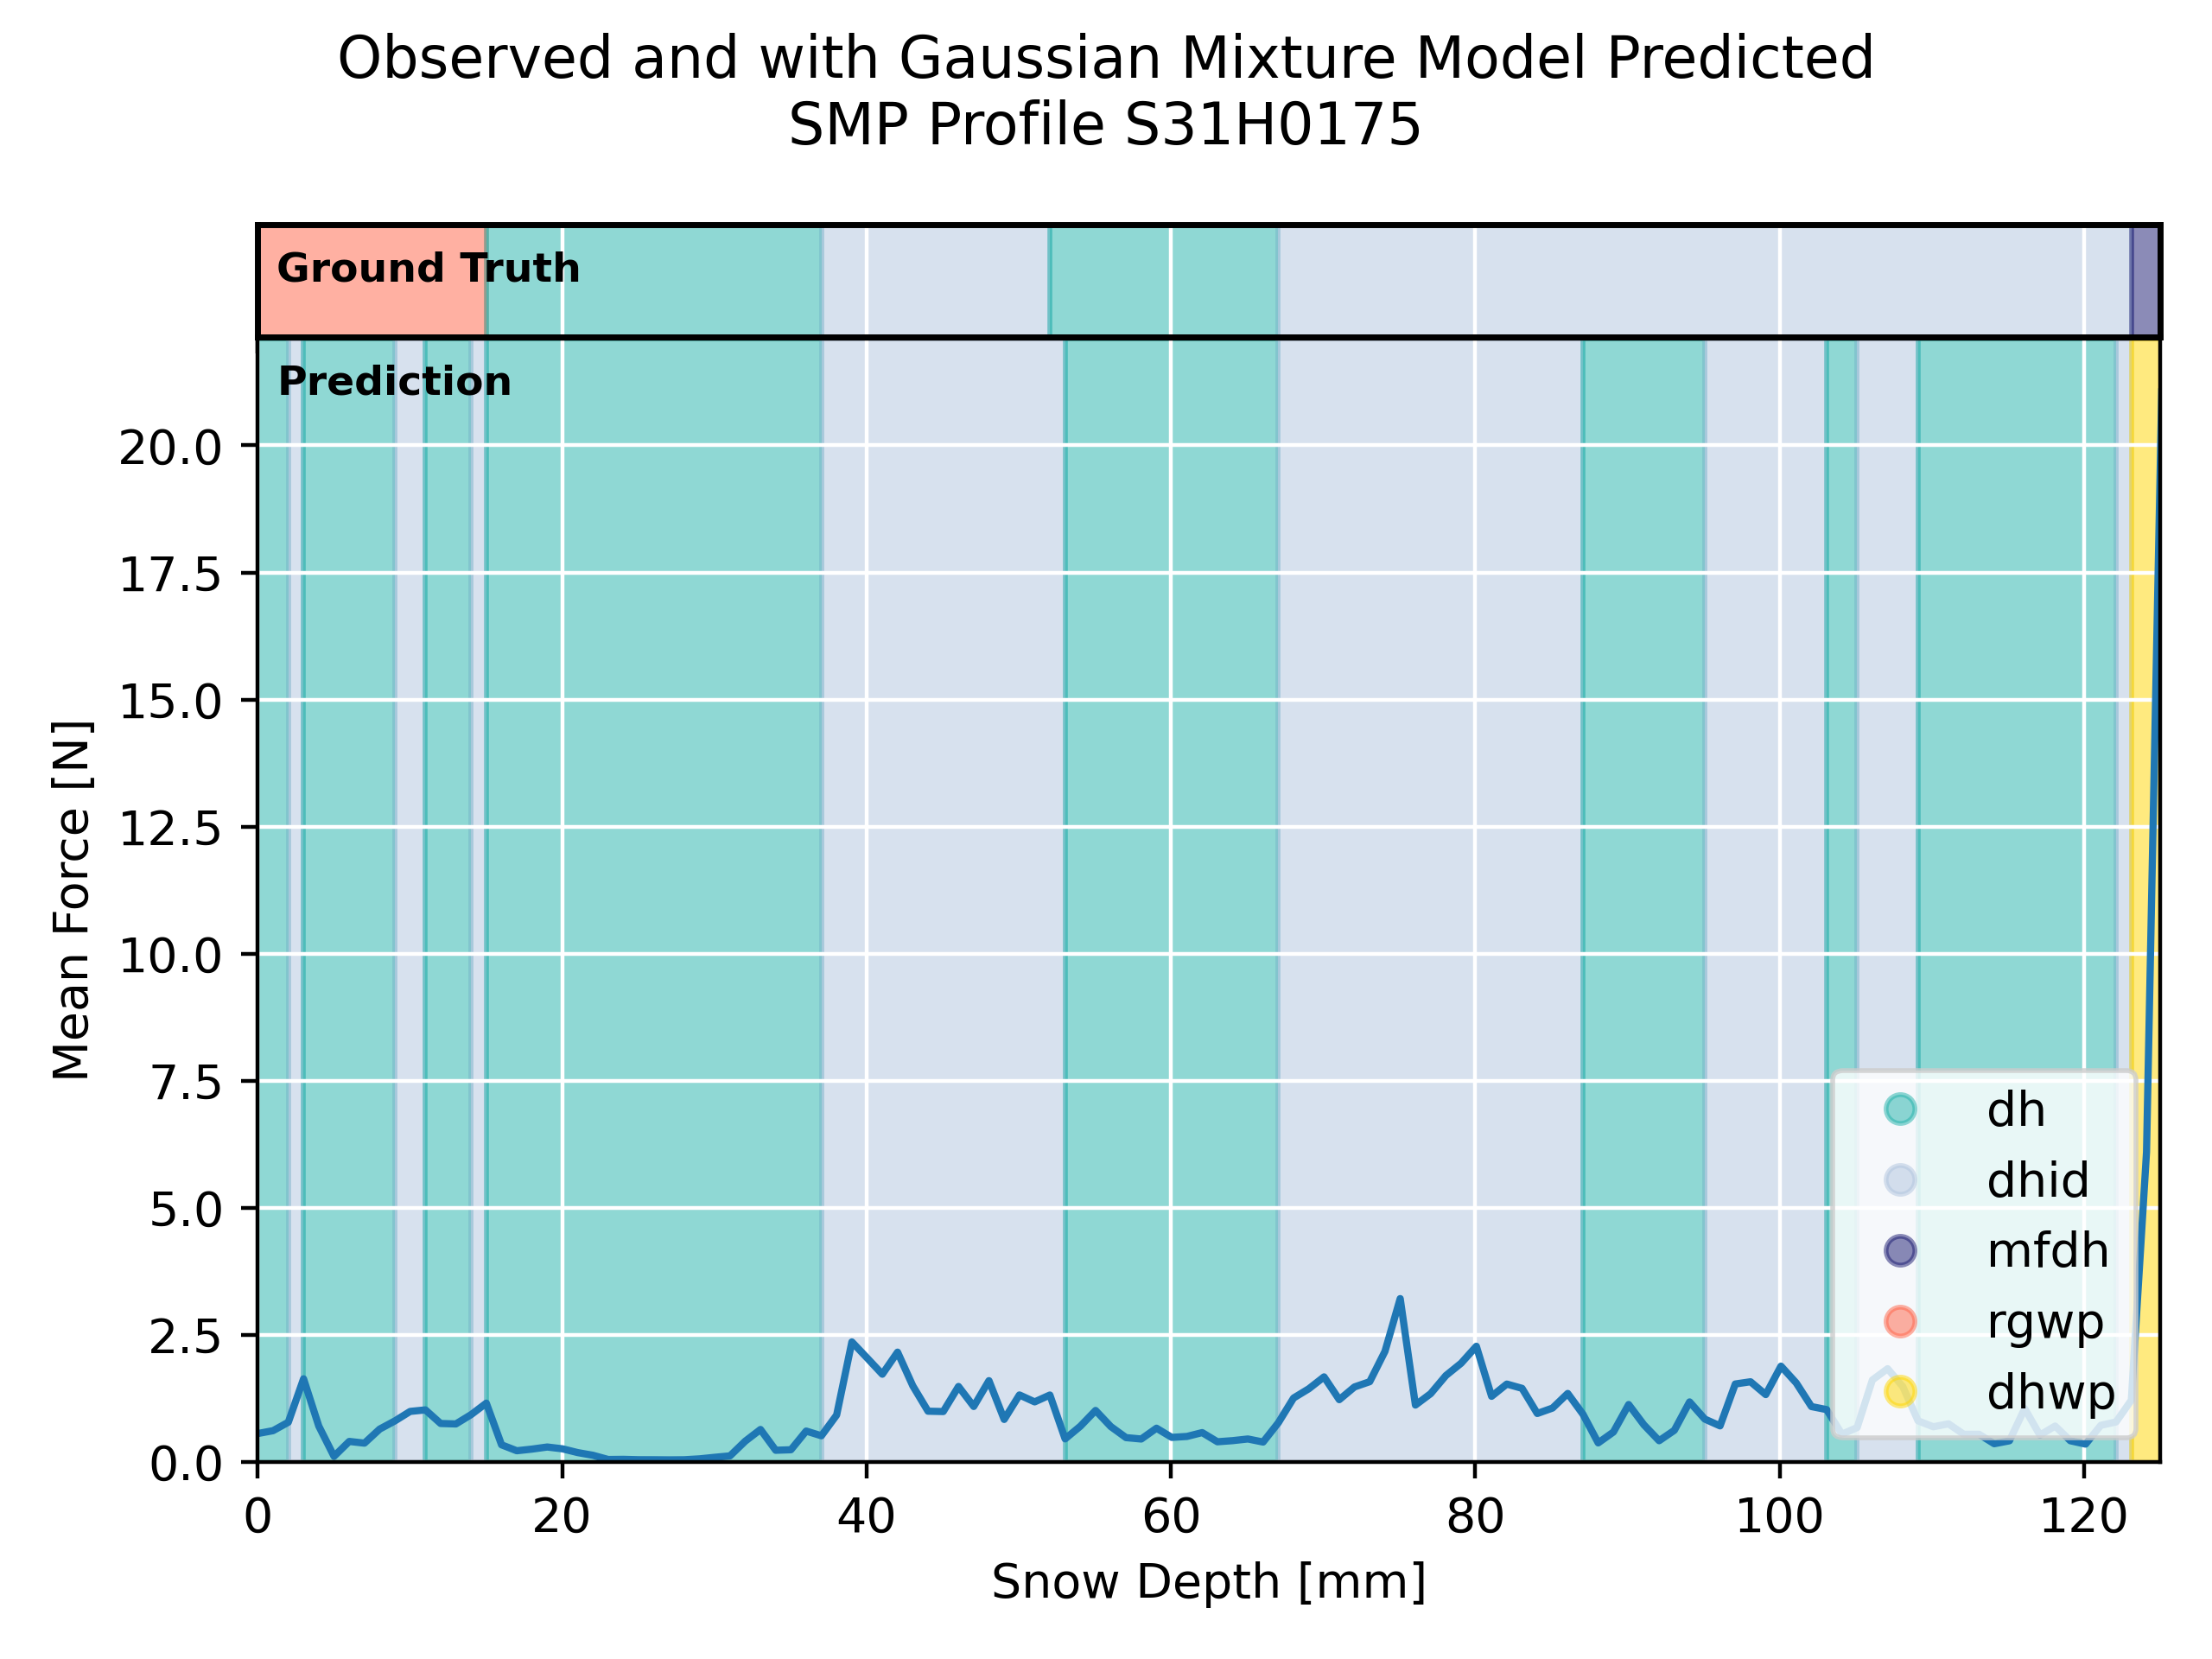 Observed and with Gaussian Mixture Model Predicted
SMP Profile S31H0175
Ground Truth
Prediction
20.0
17.5
15.0
12.5
10.0
7.5
5.0
2.5
0.0
Mean Force [N]
dh
dhid
mfdh
rgwp
dhwp
0 20 40 60 80 100 120
Snow Depth [mm]